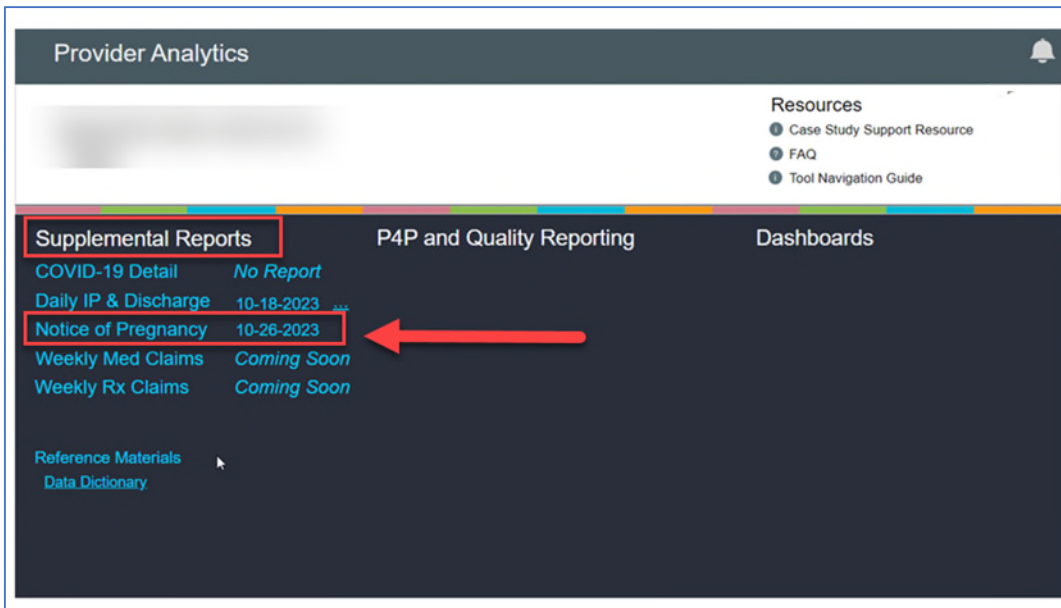 Provider Analytics
Resources
Case Study Support Resource
FAQ
Tool Navigation Guide
Supplemental Reports
COVID-19 Detail No Report
Daily IP & Discharge 10-18-2023 ...
Notice of Pregnancy 10-26-2023
Weekly Med Claims Coming Soon
Weekly Rx Claims Coming Soon
Reference Materials
Data Dictionary
P4P and Quality Reporting
Dashboards